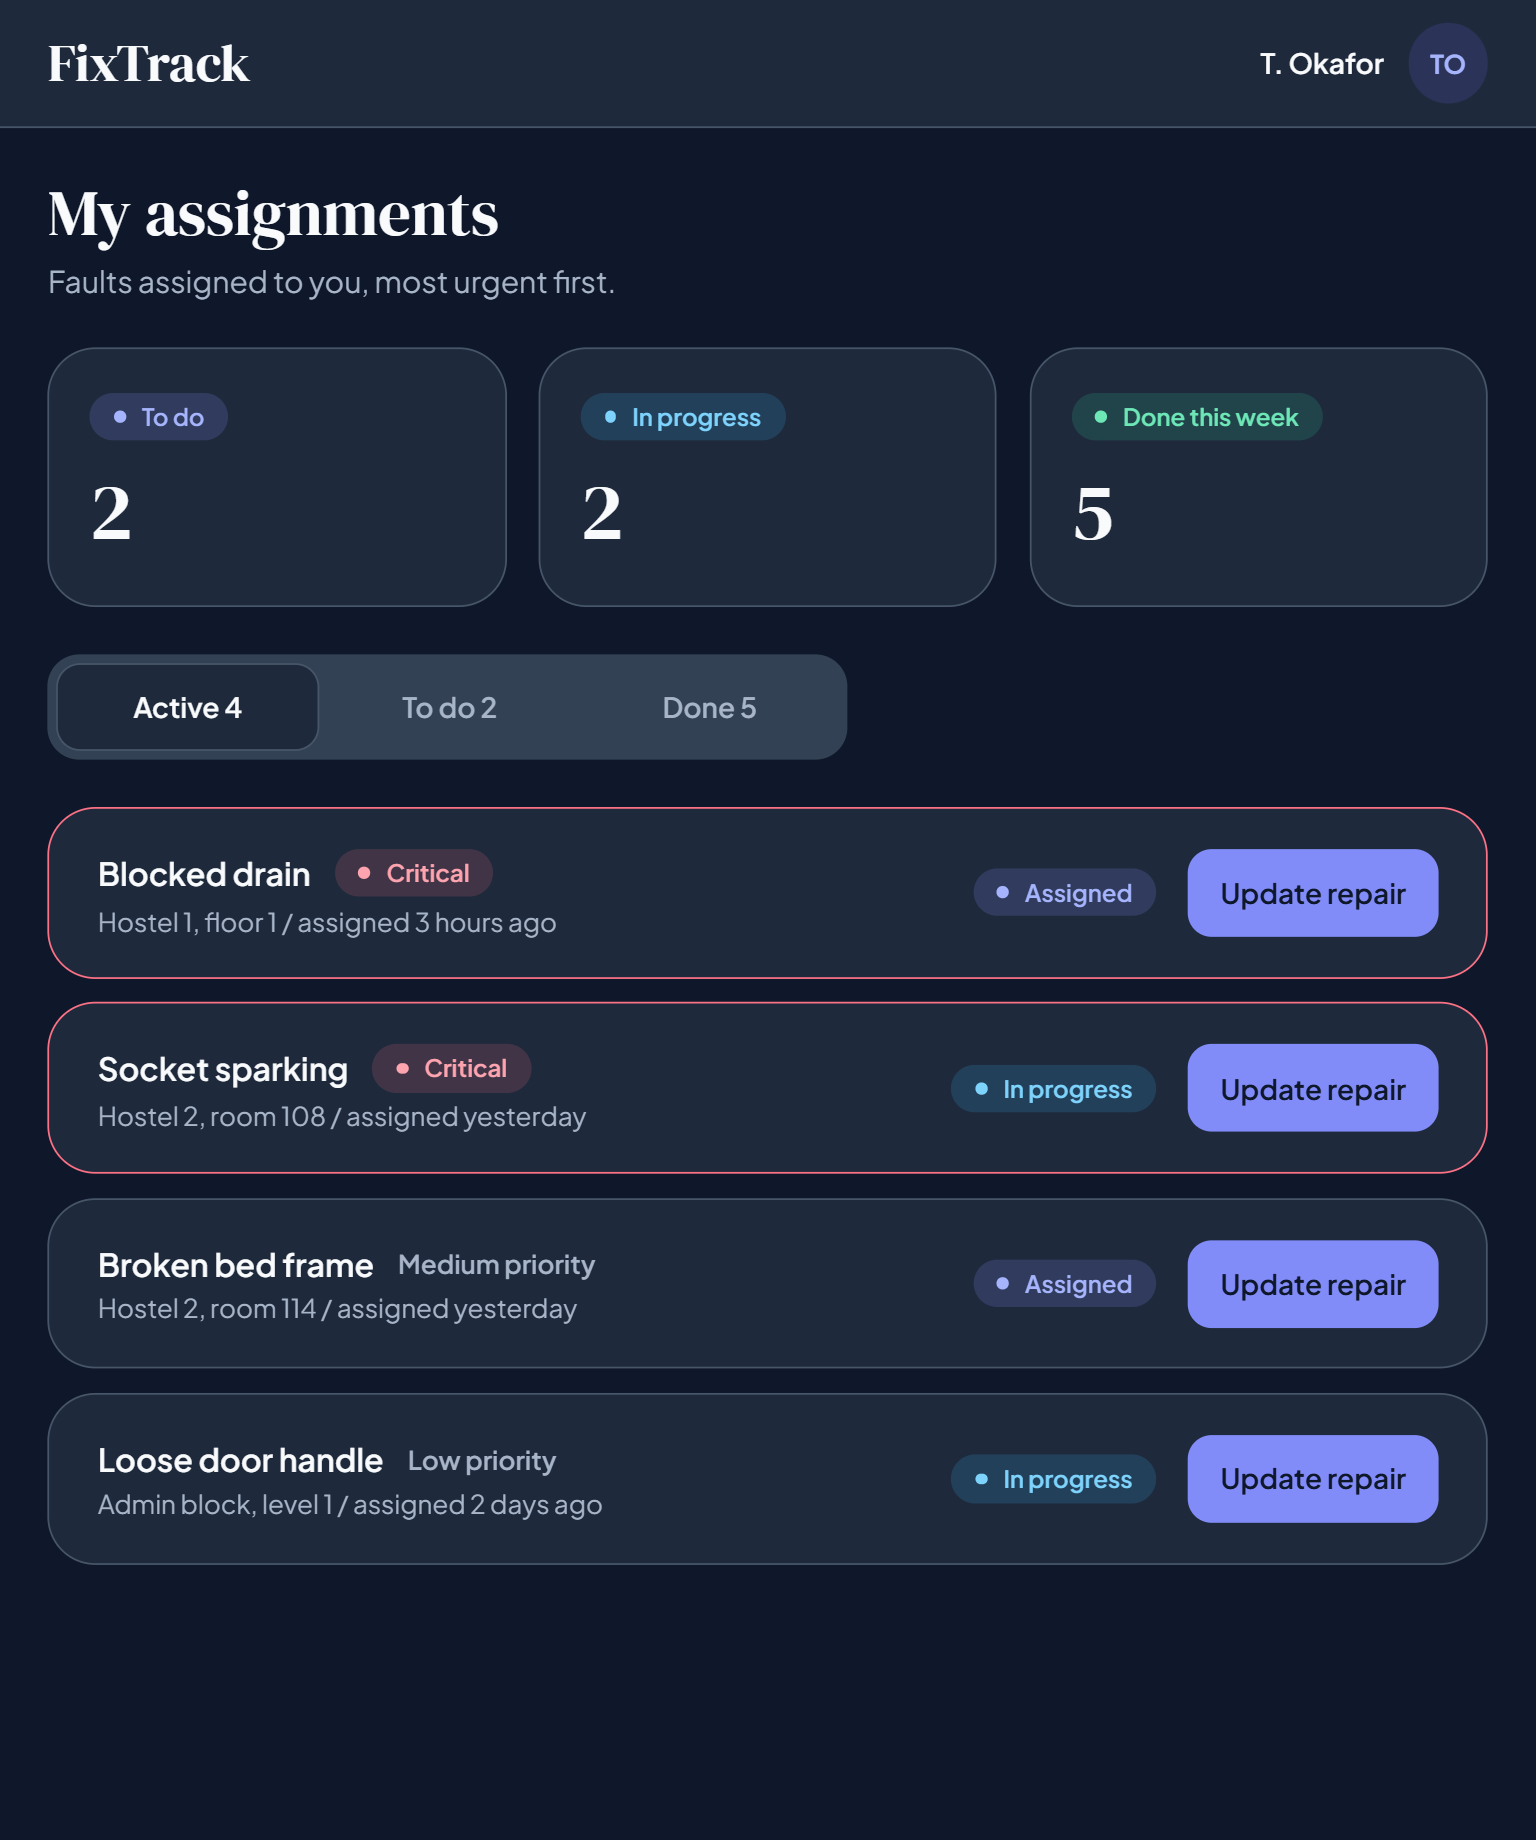 FixTrack
T. Okafor
TO
My assignments
Faults assigned to you, most urgent first.
To do
In progress
Done this week
2
2
5
Active 4
To do 2
Done 5
Blocked drain
Critical
Hostel 1, floor 1 / assigned 3 hours ago
Assigned
Update repair
Socket sparking
Critical
Hostel 2, room 108 / assigned yesterday
In progress
Update repair
Broken bed frame
Medium priority
Hostel 2, room 114 / assigned yesterday
Assigned
Update repair
Loose door handle
Low priority
Admin block, level 1 / assigned 2 days ago
In progress
Update repair